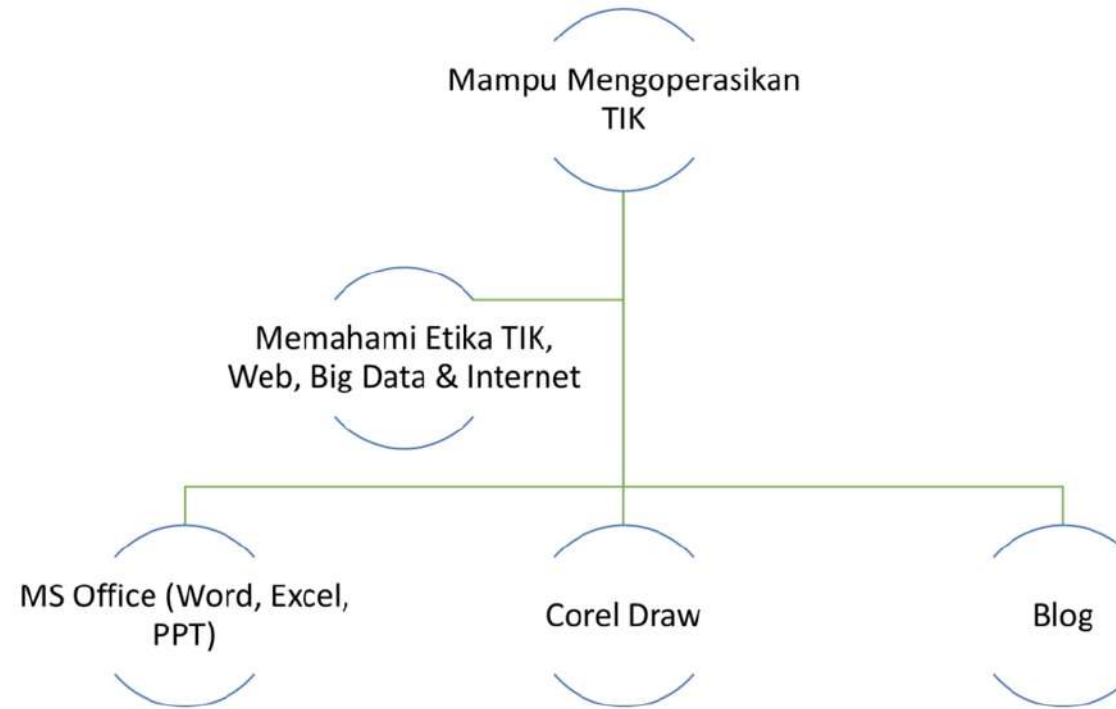 Mampu Mengoperasikan
TIK
Memahami Etika TIK,
Web, Big Data & Internet
MS Office (Word, Excel,
PPT)
Corel Draw
Blog